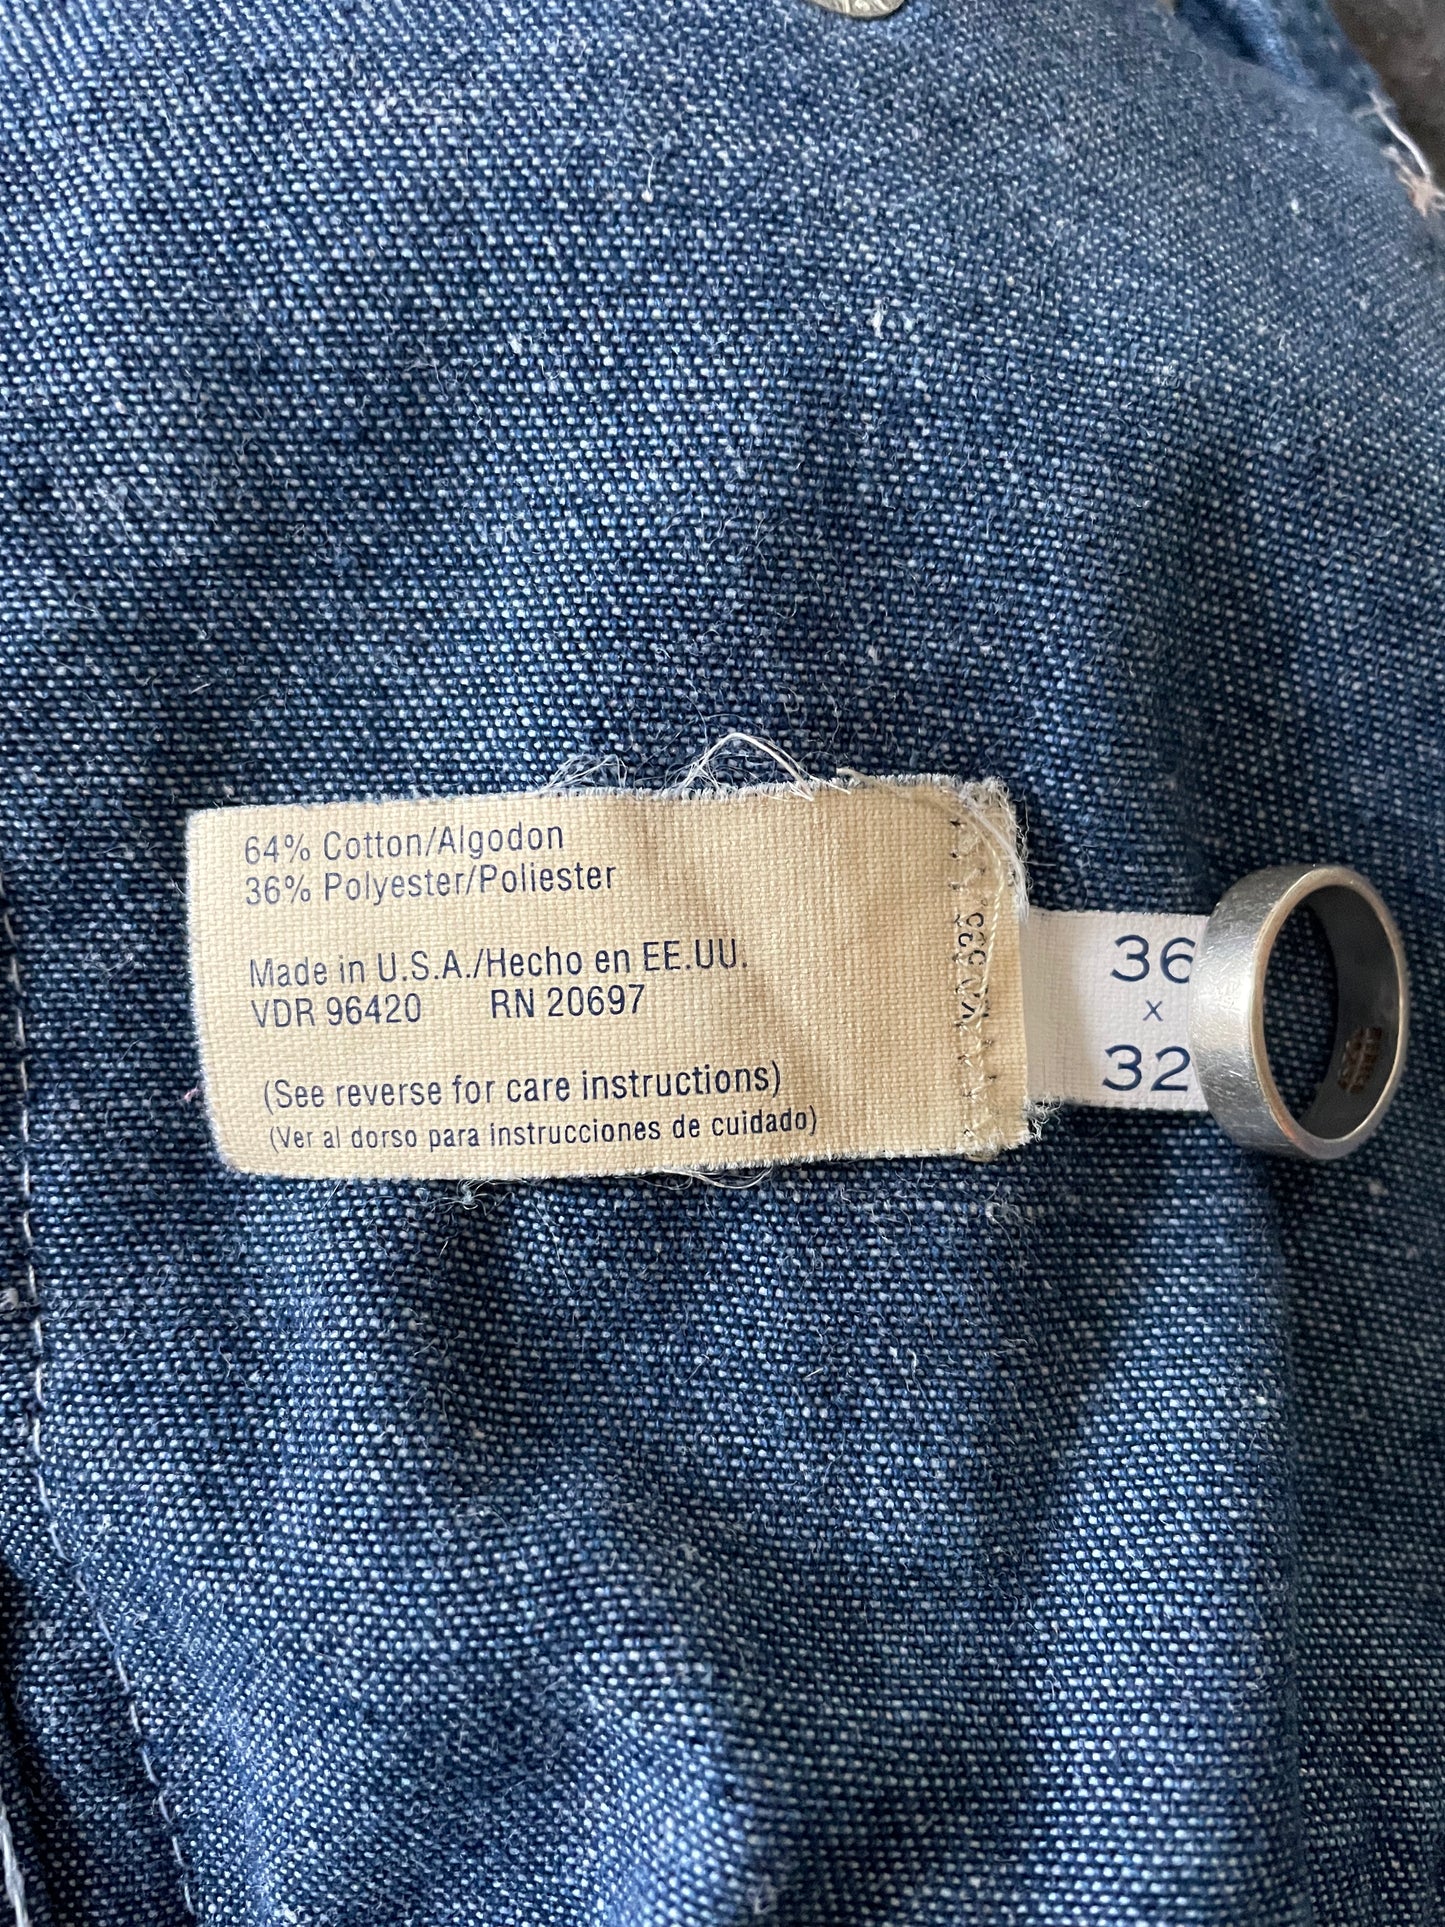 64% Cotton/Algodon
36% Polyester/Poliester
Made in U.S.A./Hecho en EE.UU.
VDR 96420 RN 20697
(See reverse for care instructions)
(Ver al dorso para instrucciones de cuidado)
36
x
32